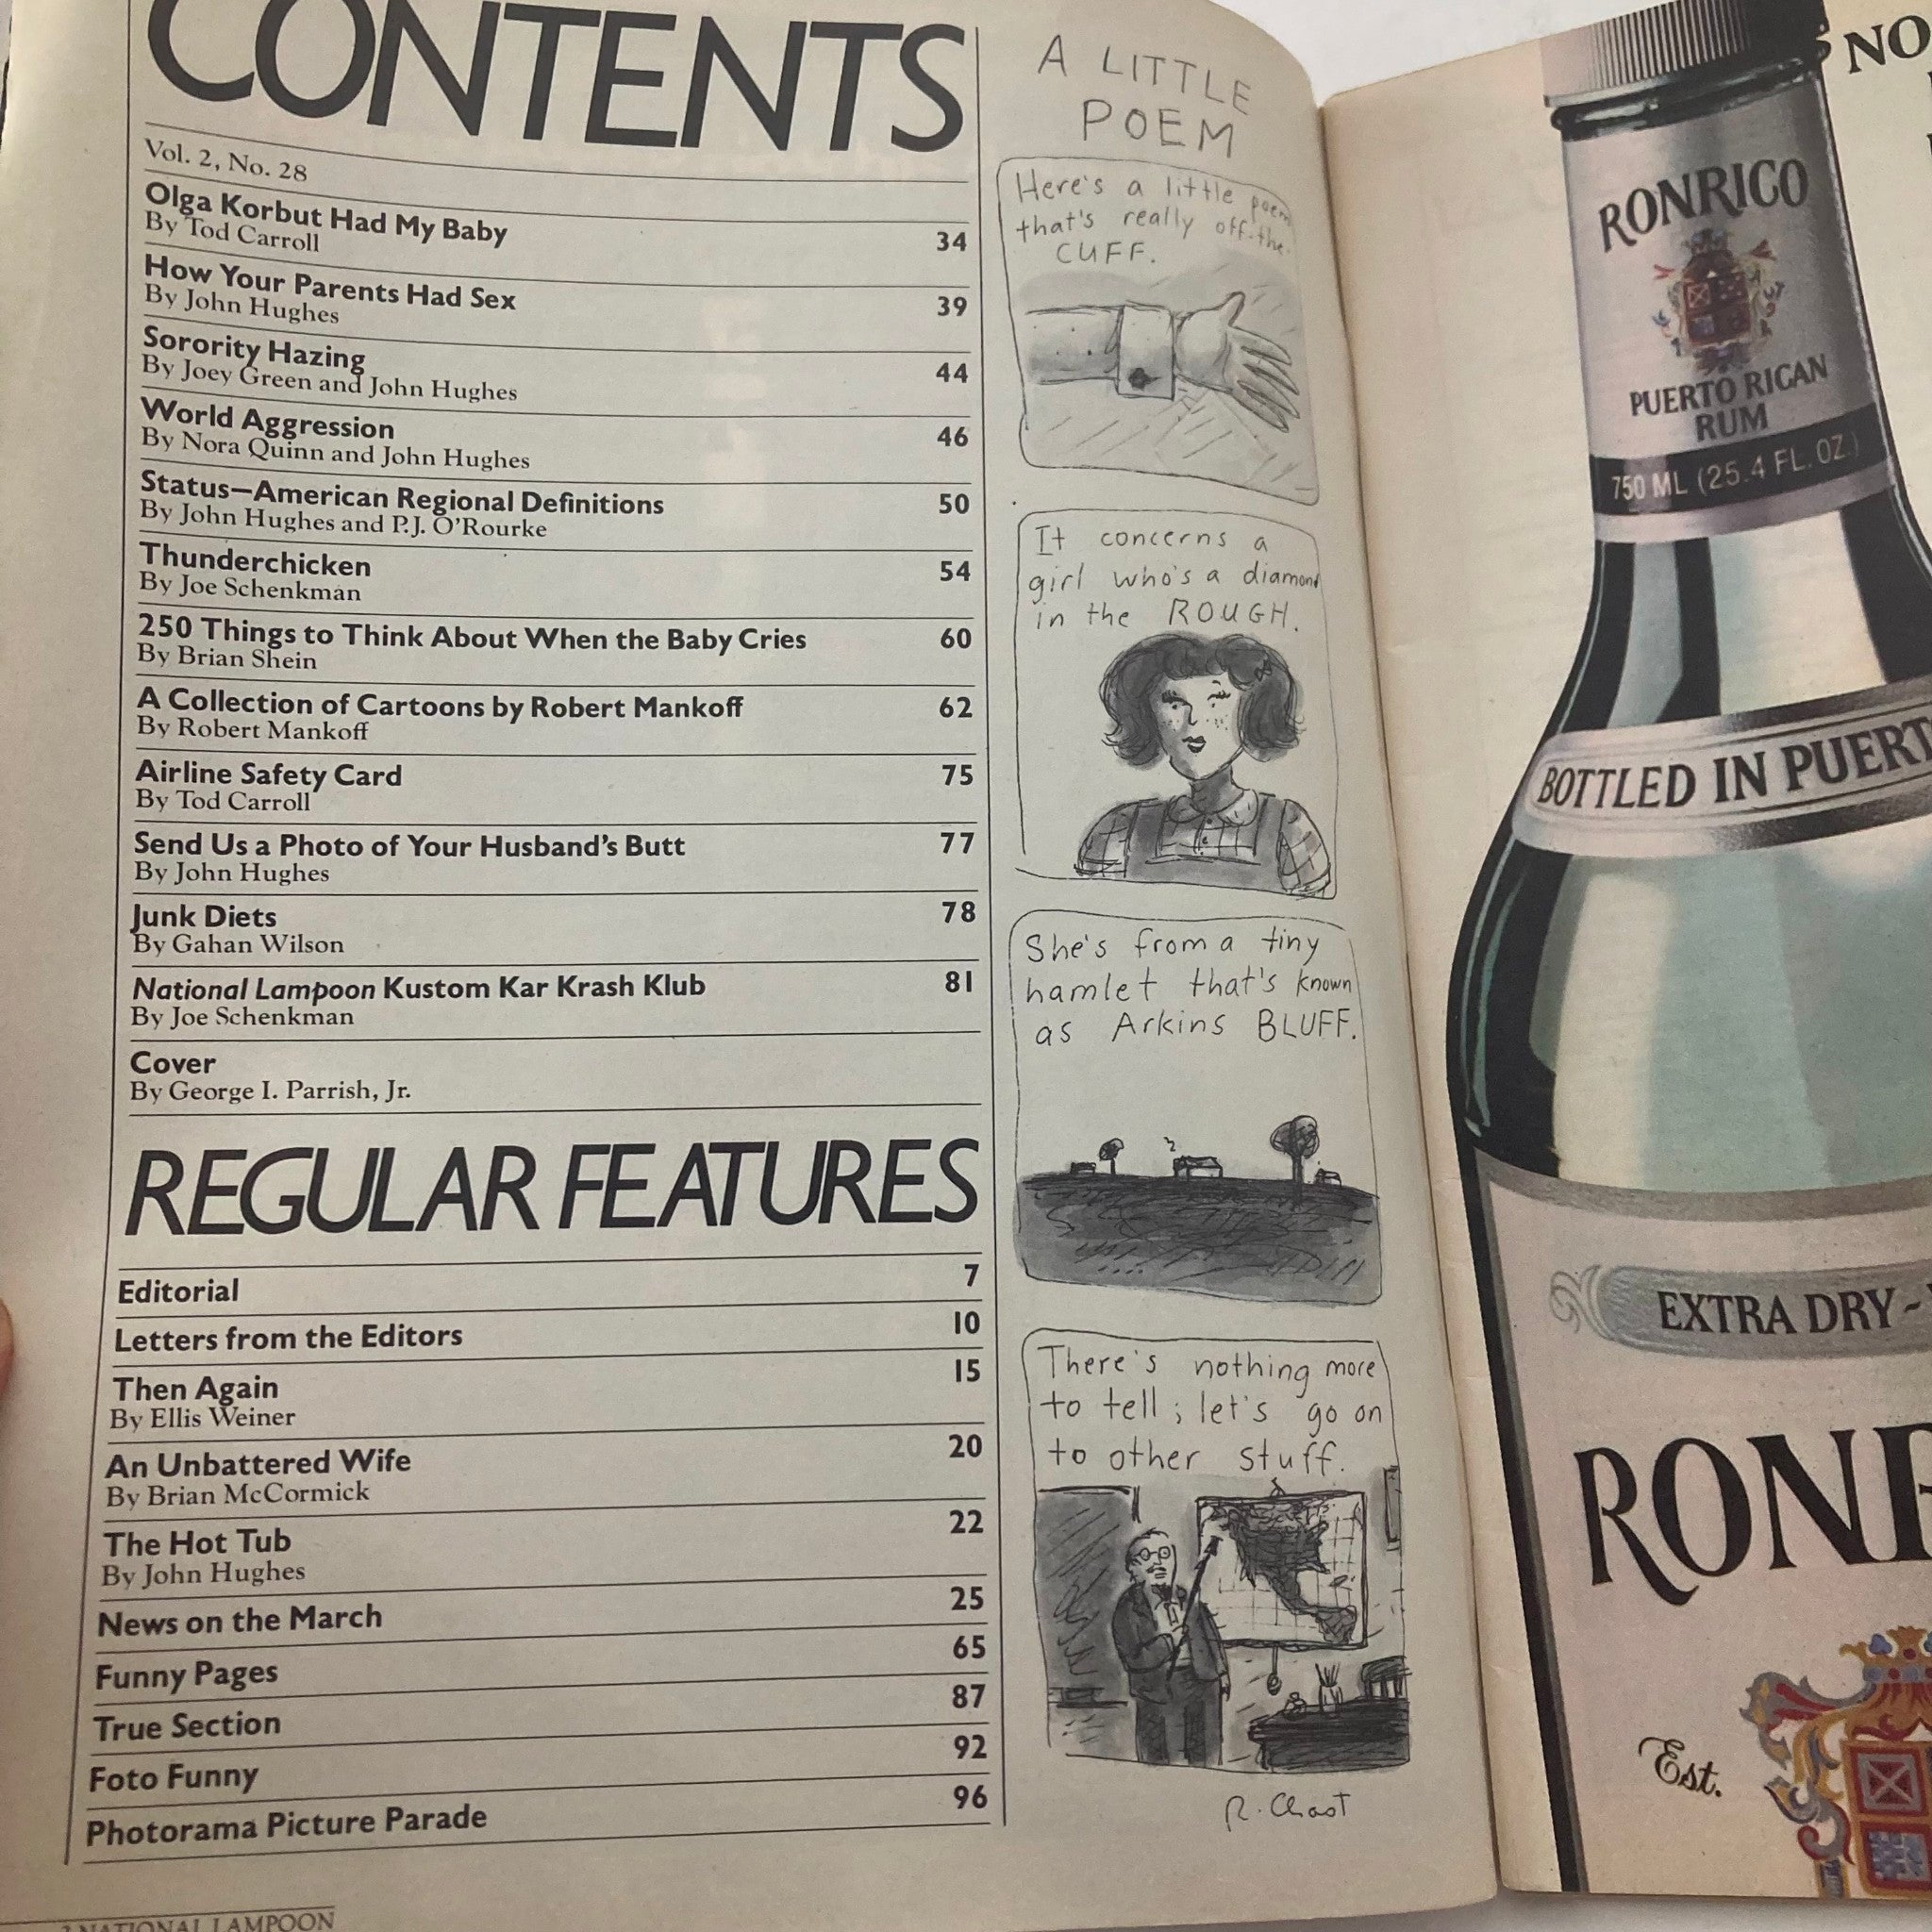 CONTENTS
Vol. 2, No. 28
Olga Korbut Had My Baby 34
By Tod Carroll
How Your Parents Had Sex 39
By John Hughes
Sorority Hazing 44
By Joey Green and John Hughes
World Aggression 46
By Nora Quinn and John Hughes
Status—American Regional Definitions 50
By John Hughes and P.J. O'Rourke
Thunderchicken 54
By Joe Schenkman
250 Things to Think About When the Baby Cries 60
By Brian Shein
A Collection of Cartoons by Robert Mankoff 62
By Robert Mankoff
Airline Safety Card 75
By Tod Carroll
Send Us a Photo of Your Husband's Butt 77
By John Hughes
Junk Diets 78
By Gahan Wilson
National Lampoon Kustom Kar Krash Klub 81
By Joe Schenkman
Cover
By George I. Parrish, Jr.
REGULAR FEATURES
Editorial 7
Letters from the Editors 10
Then Again 15
By Ellis Weiner
An Unbattered Wife 20
By Brian McCormick
The Hot Tub 22
By John Hughes
News on the March 25
Funny Pages 65
True Section 87
Foto Funny 92
Photorama Picture Parade 96
NATIONAL LAMPOON
A LITTLE
POEM
Here's a little poem
that's really off-the-
CUFF.
It concerns a
girl who's a diamond
in the ROUGH.
She's from a tiny
hamlet that's known
as Arkins BLUFF.
There's nothing more
to tell; let's go on
to other stuff.
R. Chast
NO
RONRICO
PUERTO RICAN
RUM
750 ML (25.4 FL. OZ.)
BOTTLED IN PUERT
EXTRA DRY-
RONR
Est.